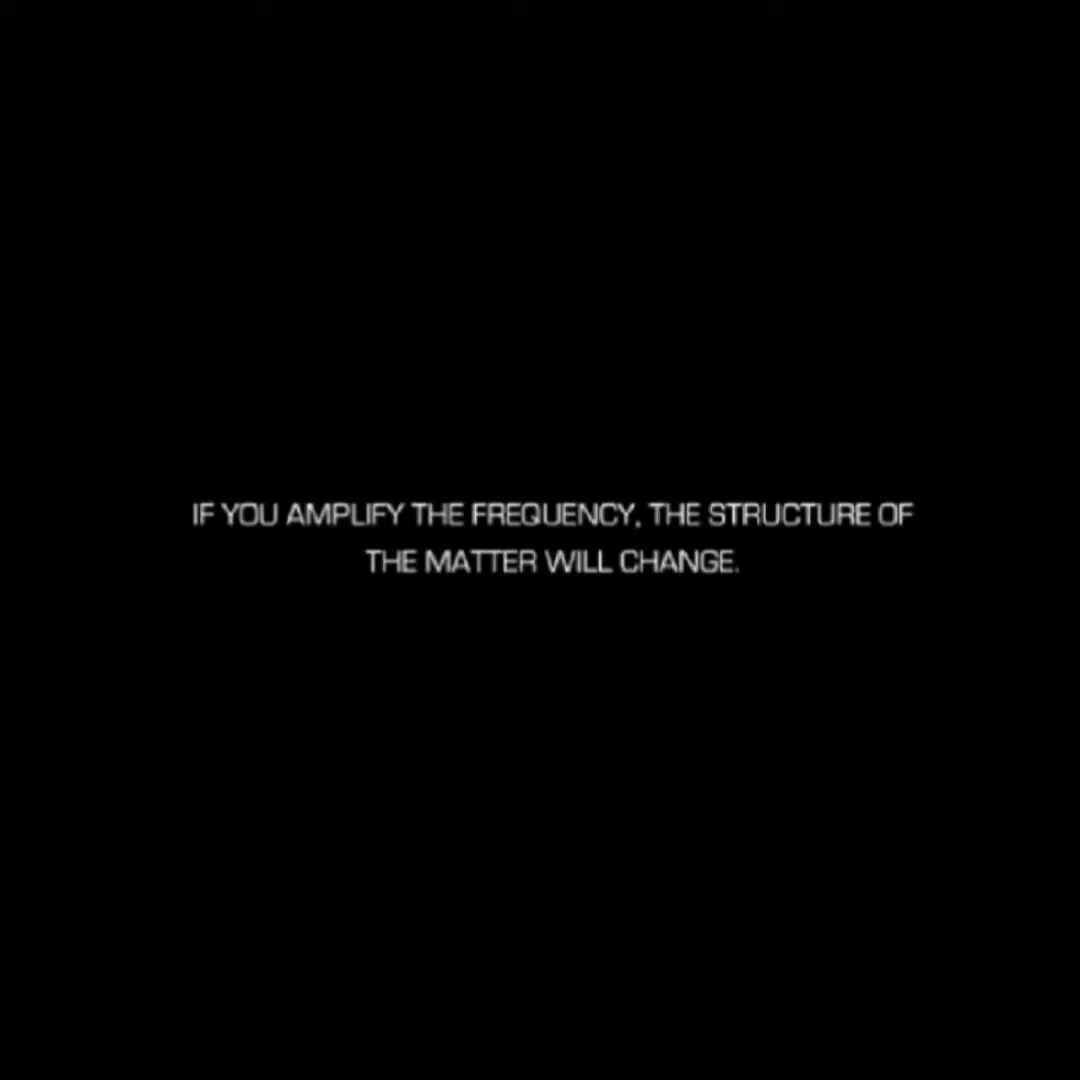 IF YOU AMPLIFY THE FREQUENCY, THE STRUCTURE OF
THE MATTER WILL CHANGE.